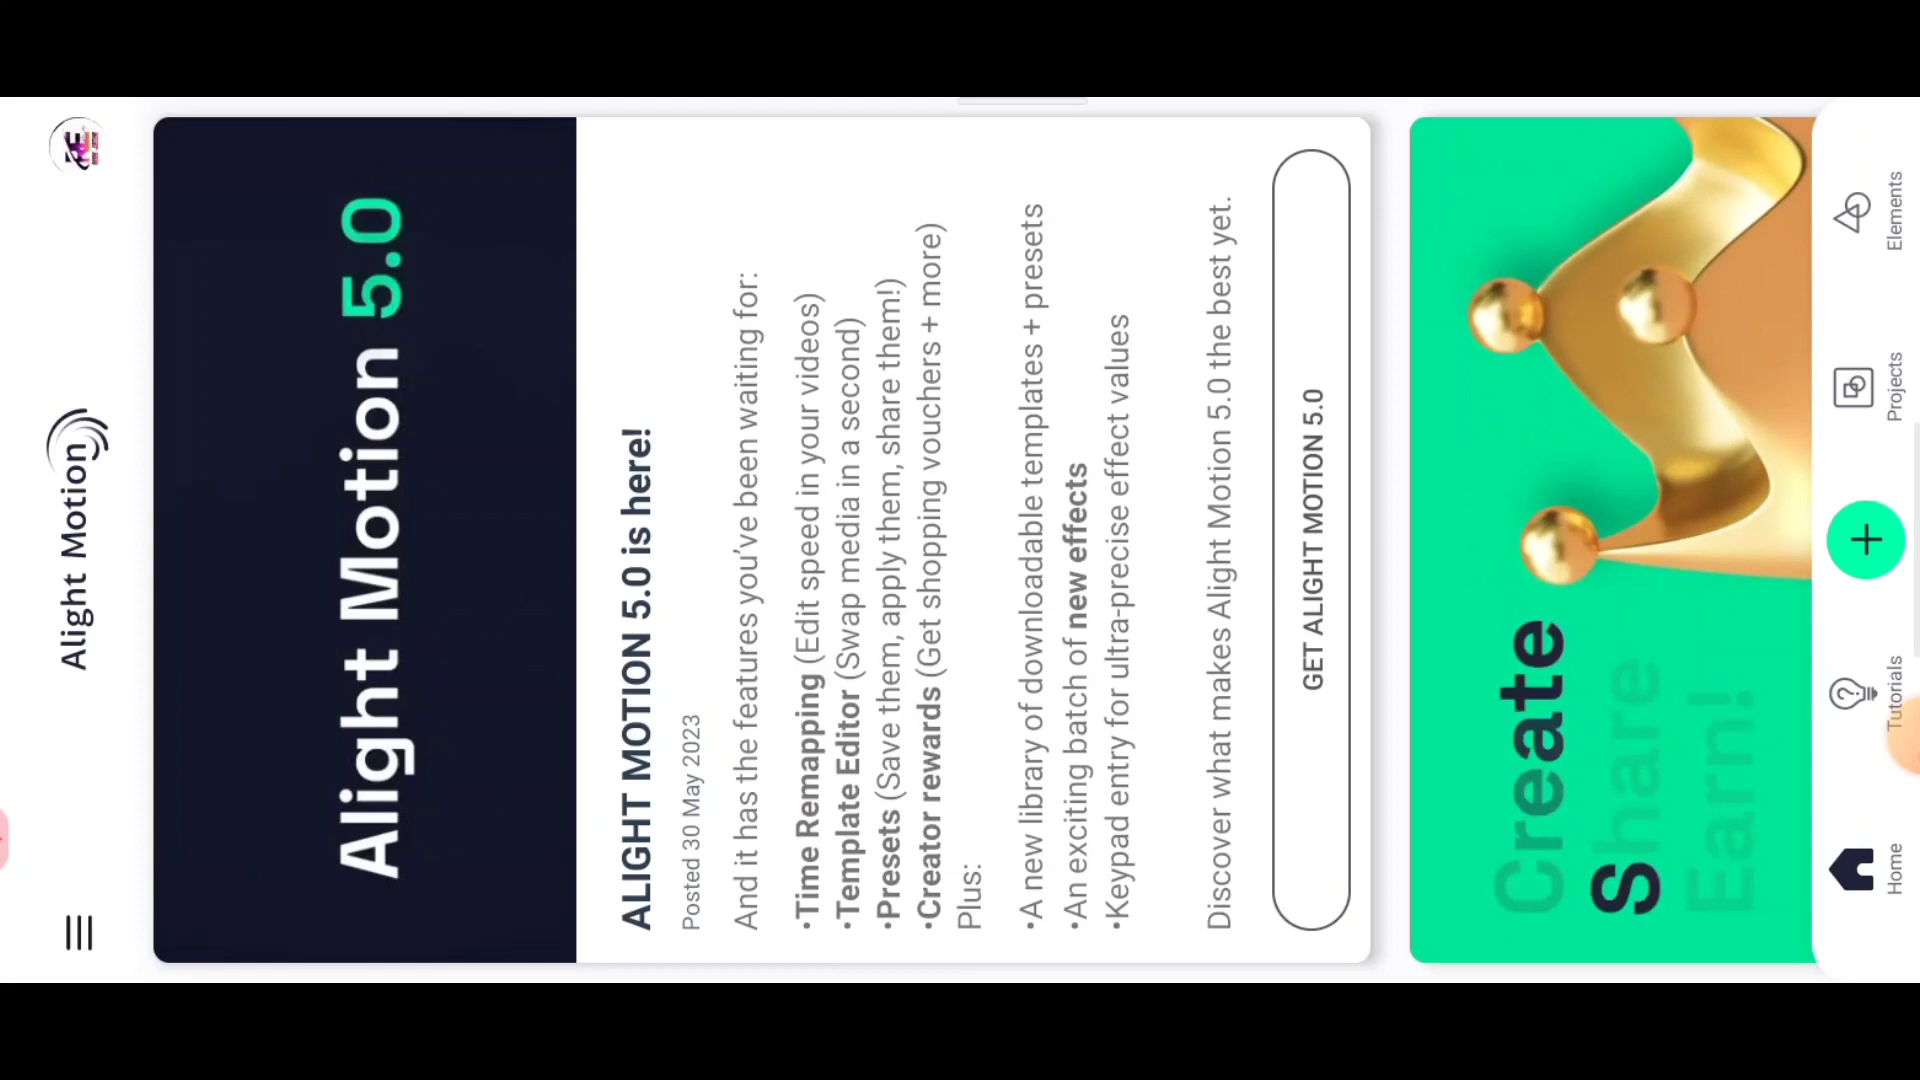 Alight Motion
Alight Motion 5.0
ALIGHT MOTION 5.0 is here!
Posted 30 May 2023
And it has the features you've been waiting for:
•Time Remapping (Edit speed in your videos)
•Template Editor (Swap media in a second)
•Presets (Save them, apply them, share them!)
•Creator rewards (Get shopping vouchers + more)
Plus:
•A new library of downloadable templates + presets
•An exciting batch of new effects
•Keypad entry for ultra-precise effect values
Discover what makes Alight Motion 5.0 the best yet.
GET ALIGHT MOTION 5.0
Create
Share
Earn!
Home
Tutorials
Projects
Elements